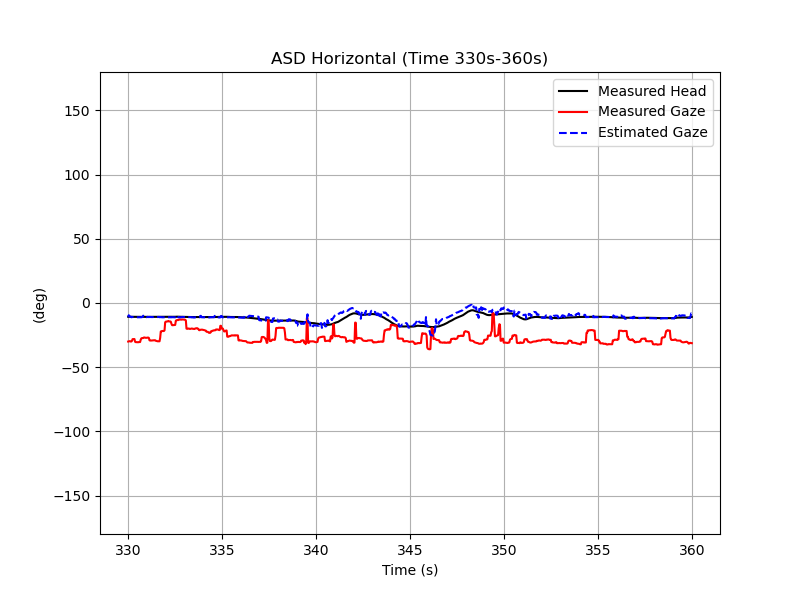 ASD Horizontal (Time 330s-360s)
Measured Head
Measured Gaze
Estimated Gaze
150
100
50
0
−50
−100
−150
(deg)
330
335
340
345
350
355
360
Time (s)